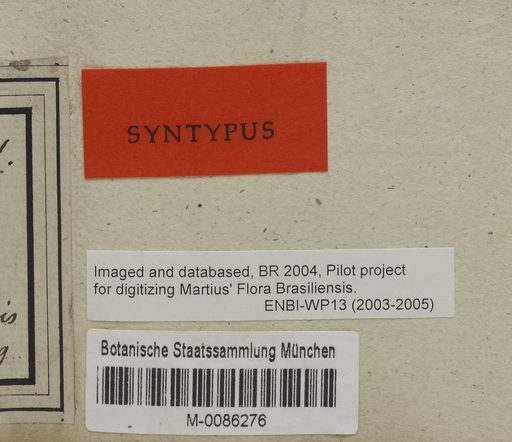 SYNTYPUS
Imaged and databased, BR 2004, Pilot project
for digitizing Martius' Flora Brasiliensis.
ENBI-WP13 (2003-2005)
Botanische Staatssammlung München
M-0086276